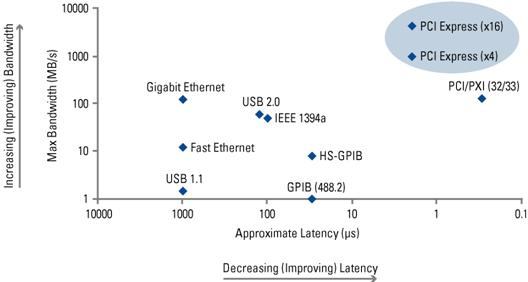 Increasing (Improving) Bandwidth
Max Bandwidth (MB/s)
10000
1000
100
10
1
PCI Express (x16)
PCI Express (x4)
PCI/PXI (32/33)
Gigabit Ethernet
USB 2.0
IEEE 1394a
Fast Ethernet
HS-GPIB
USB 1.1
GPIB (488.2)
10000 1000 100 10 1 0.1
Approximate Latency (µs)
Decreasing (Improving) Latency